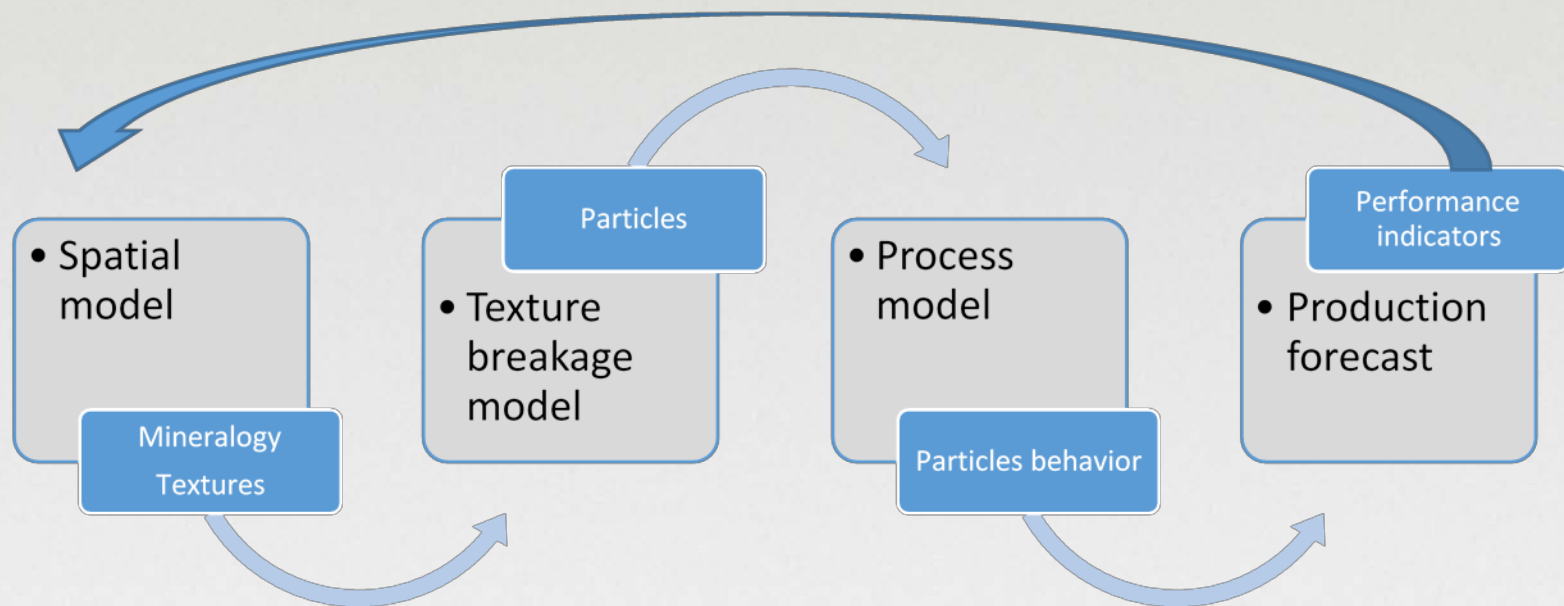 • Spatial
model
Mineralogy
Textures
Particles
• Texture
breakage
model
• Process
model
Particles behavior
Performance
indicators
• Production
forecast